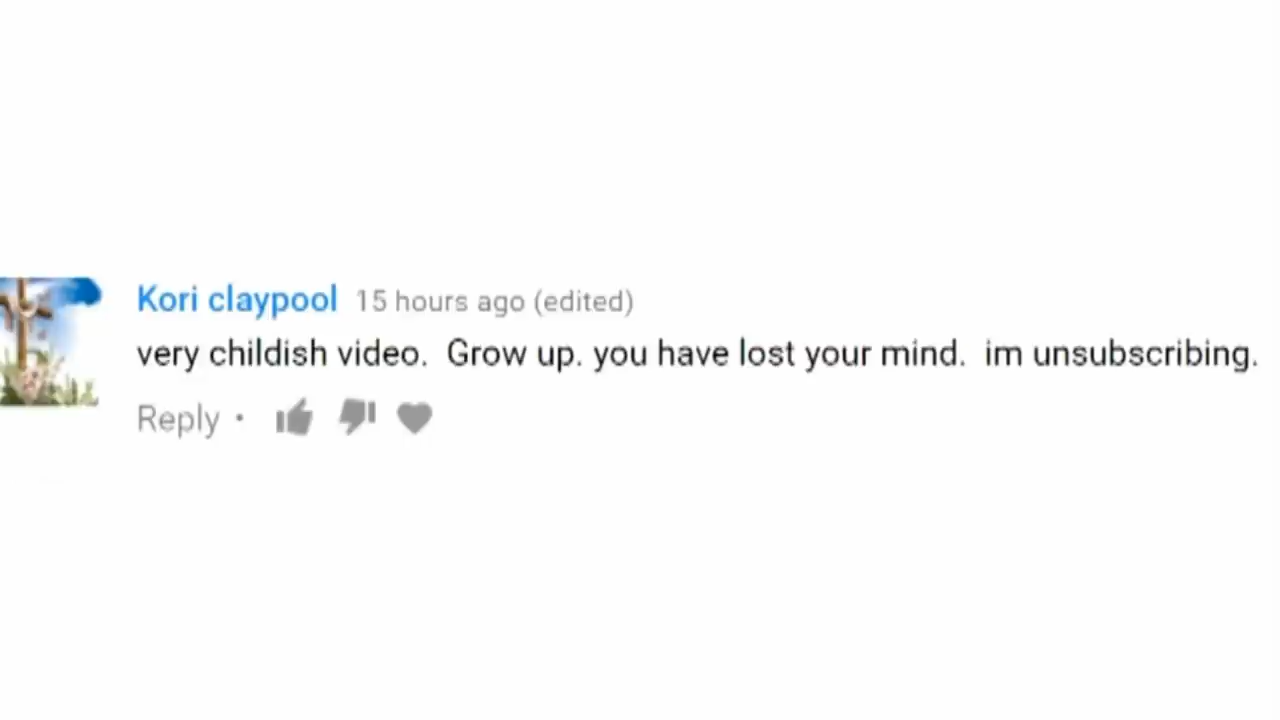 Kori claypool 15 hours ago (edited)
very childish video.  Grow up. you have lost your mind.  im unsubscribing.
Reply •